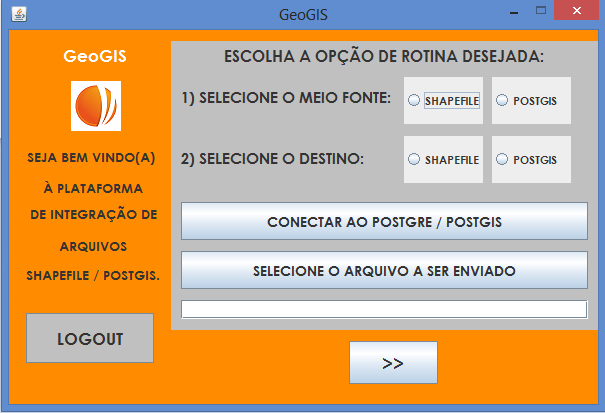 GeoGIS
GeoGIS
SEJA BEM VINDO(A)
À PLATAFORMA
DE INTEGRAÇÃO DE
ARQUIVOS
SHAPEFILE / POSTGIS.
LOGOUT
ESCOLHA A OPÇÃO DE ROTINA DESEJADA:
1) SELECIONE O MEIO FONTE: SHAPEFILE POSTGIS
2) SELECIONE O DESTINO: SHAPEFILE POSTGIS
CONECTAR AO POSTGRE / POSTGIS
SELECIONE O ARQUIVO A SER ENVIADO
>>